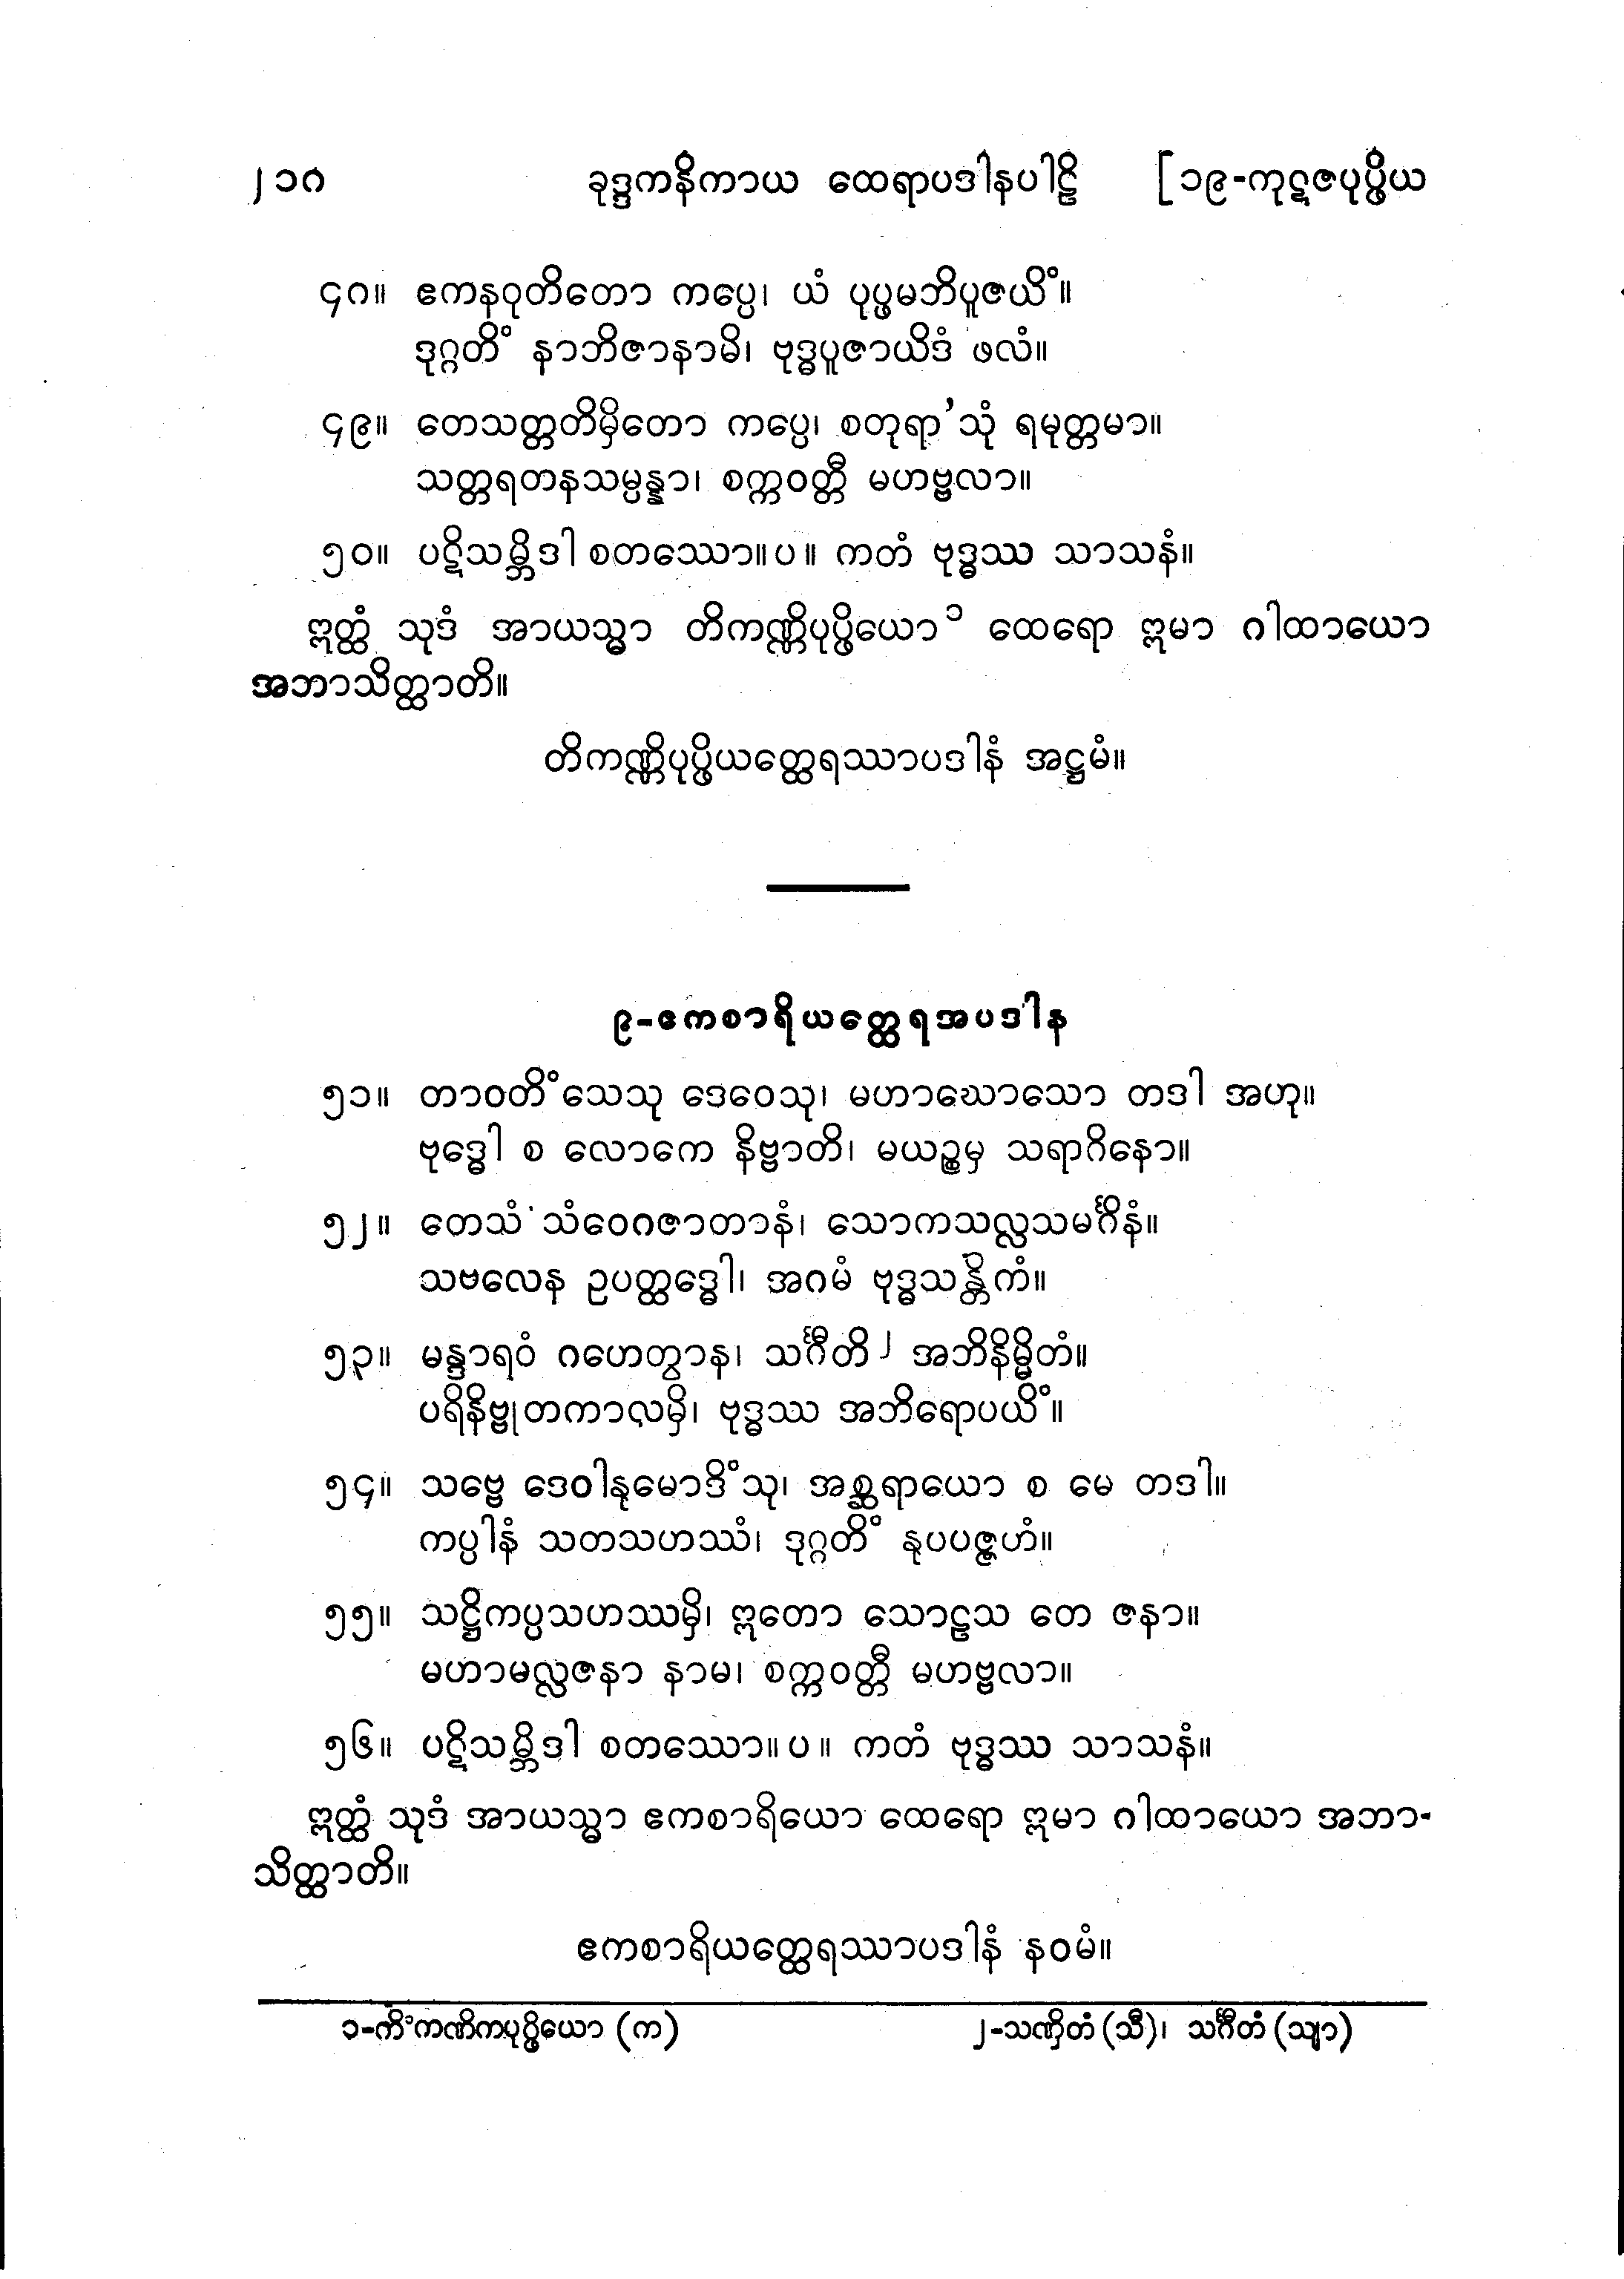 ၂၁၈ ခုဒ္ဒကနိကာယ ထေရာပဒါနပါဠိ [၁၉-ကုဋဇပုပ္ဖိယ
၄၈။ ဧကနဝုတိတော ကပ္ပေ၊ ယံ ပုပ္ဖမဘိပူဇယိံ။
ဒုဂ္ဂတိံ နာဘိဇာနာမိ၊ ဗုဒ္ဓပူဇာယိဒံ ဖလံ။
၄၉။ တေသတ္တတိမှိတော ကပ္ပေ၊ စတုရာ’သုံ ရမုတ္တမာ။
သတ္တရတနသမ္ပန္နာ၊ စက္ကဝတ္တီ မဟဗ္ဗလာ။
၅၀။ ပဋိသမ္ဘိဒါ စတဿော။ပ။ ကတံ ဗုဒ္ဓဿ သာသနံ။
ဣတ္ထံ သုဒံ အာယသ္မာ တိကဏ္ဏိပုပ္ဖိယော၁ ထေရော ဣမာ ဂါထာယော
အဘာသိတ္ထာတိ။
တိကဏ္ဏိပုပ္ဖိယတ္ထေရဿာပဒါနံ အဋ္ဌမံ။
၉-ဧကစာရိယတ္ထေရအပဒါန
၅၁။ တာဝတိံသေသု ဒေဝေသု၊ မဟာဃောသော တဒါ အဟု။
ဗုဒ္ဓေါ စ လောကေ နိဗ္ဗာတိ၊ မယဉ္စမှ သရာဂိနော။
၅၂။ တေသံ သံဝေဂဇာတာနံ၊ သောကသလ္လသမင်္ဂိနံ။
သဗလေန ဥပတ္ထဒ္ဓေါ၊ အဂမံ ဗုဒ္ဓသန္တိကံ။
၅၃။ မန္ဒာရဝံ ဂဟေတွာန၊ သင်္ဂီတိ၂ အဘိနိမ္မိတံ။
ပရိနိဗ္ဗုတကာလမှိ၊ ဗုဒ္ဓဿ အဘိရောပယိံ။
၅၄။ သဗ္ဗေ ဒေဝါနုမောဒိံသု၊ အစ္ဆရာယော စ မေ တဒါ။
ကပ္ပါနံ သတသဟဿံ၊ ဒုဂ္ဂတိံ နုပပဇ္ဇဟံ။
၅၅။ သဋ္ဌိကပ္ပသဟဿမှိ၊ ဣတော သောဠသ တေ ဇနာ။
မဟာမလ္လဇနာ နာမ၊ စက္ကဝတ္တီ မဟဗ္ဗလာ။
၅၆။ ပဋိသမ္ဘိဒါ စတဿော။ပ။ ကတံ ဗုဒ္ဓဿ သာသနံ။
ဣတ္ထံ သုဒံ အာယသ္မာ ဧကစာရိယော ထေရော ဣမာ ဂါထာယော အဘာ-
သိတ္ထာတိ။
ဧကစာရိယတ္ထေရဿာပဒါနံ နဝမံ။
၁-ကိံကဏိကပုပ္ဖိယော (က) ၂-သဏှိတံ (သီ)၊ သင်္ဂီတံ (သျာ)